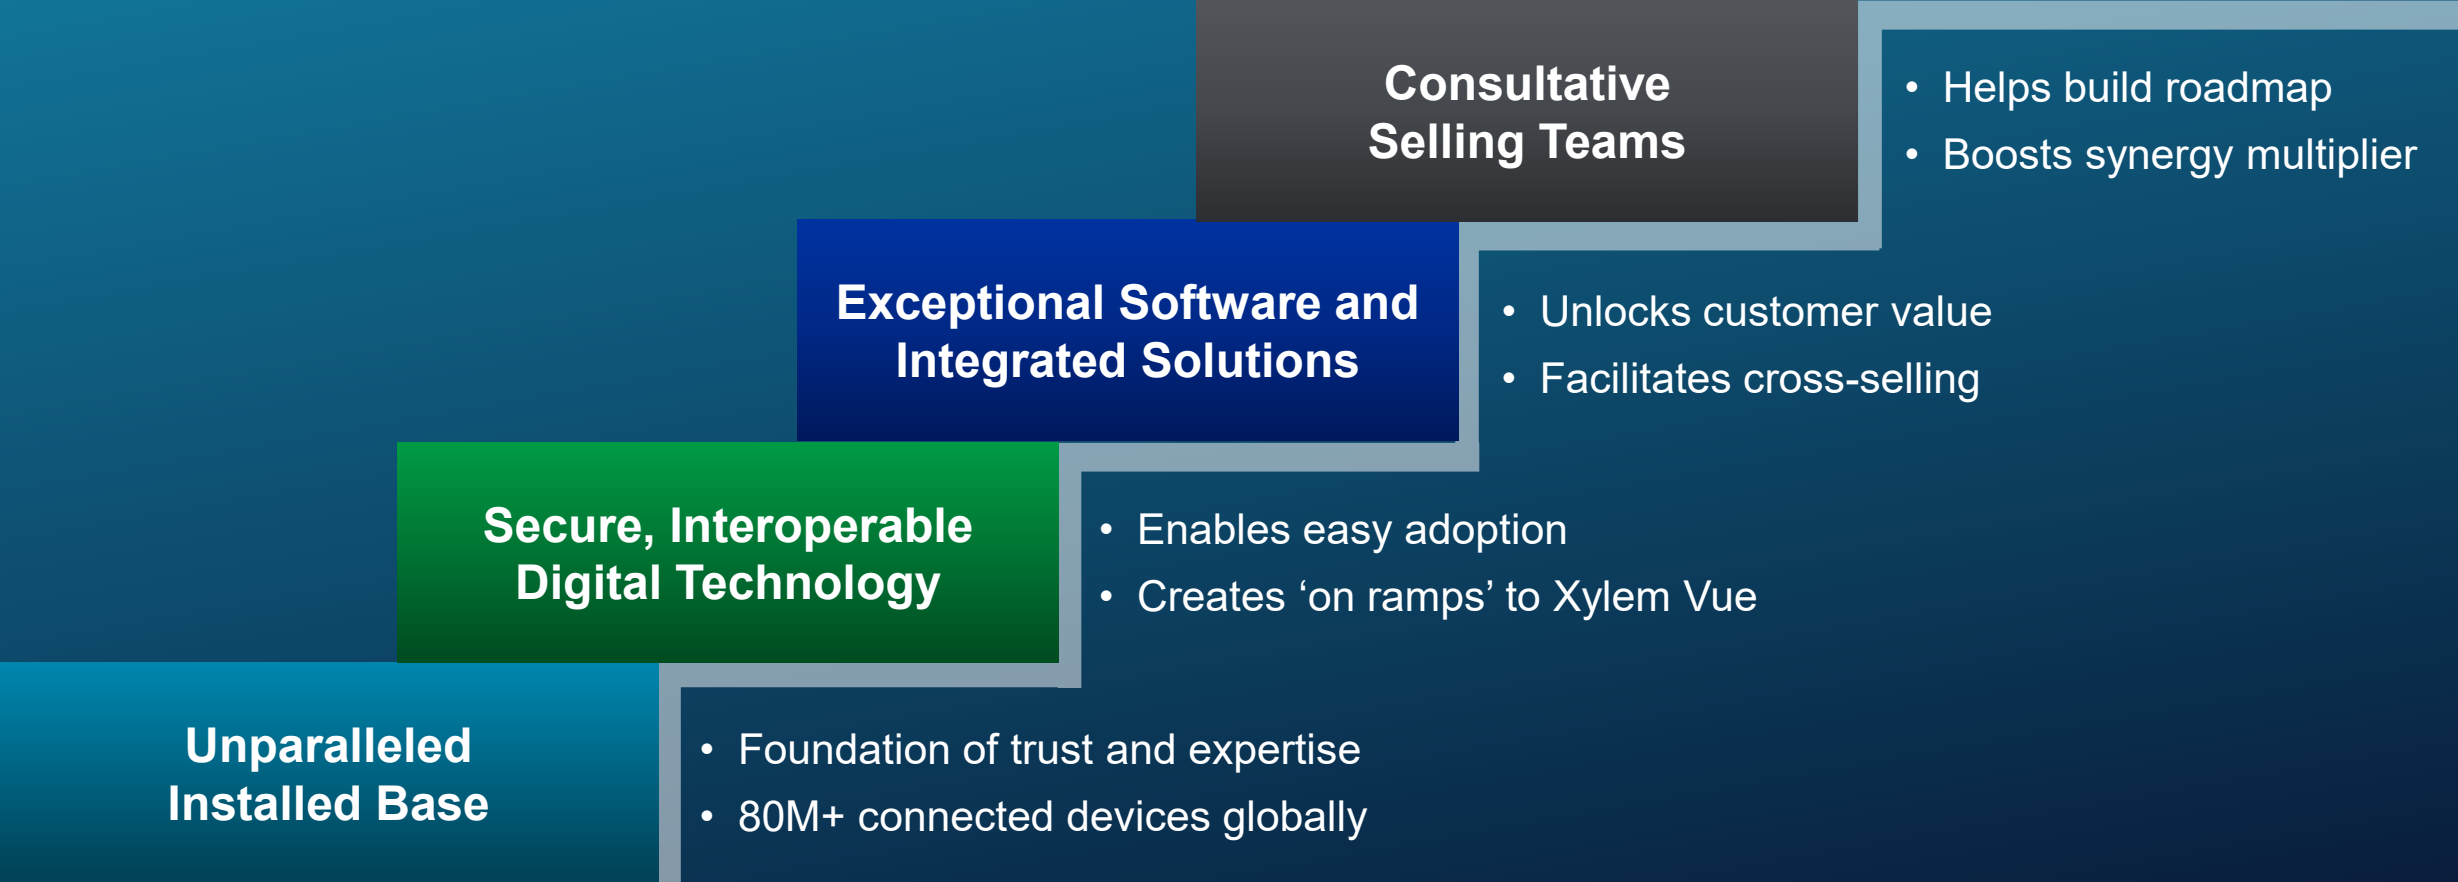 Consultative
Selling Teams
• Helps build roadmap
• Boosts synergy multiplier
Exceptional Software and
Integrated Solutions
• Unlocks customer value
• Facilitates cross-selling
Secure, Interoperable
Digital Technology
• Enables easy adoption
• Creates ‘on ramps’ to Xylem Vue
Unparalleled
Installed Base
• Foundation of trust and expertise
• 80M+ connected devices globally